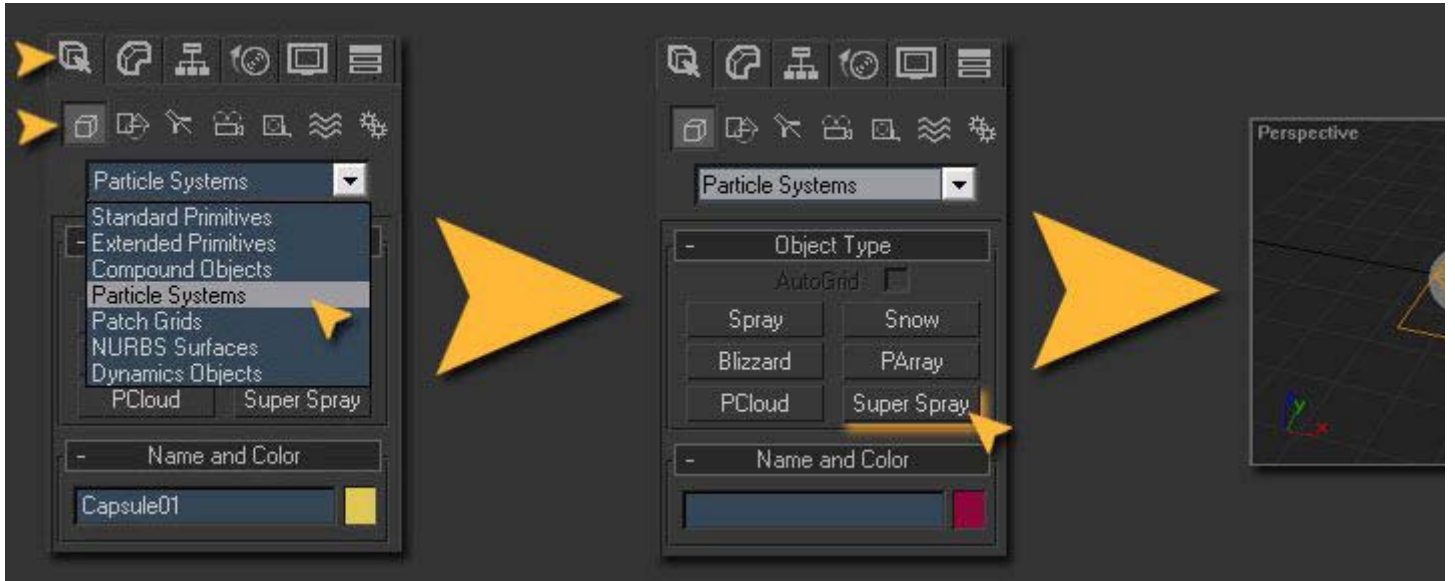 Particle Systems
Standard Primitives
Extended Primitives
Compound Objects
Particle Systems
Patch Grids
NURBS Surfaces
Dynamics Objects
PCloud Super Spray
- Name and Color
Capsule01
Particle Systems
- Object Type
AutoGrid
Spray Snow
Blizzard PArray
PCloud Super Spray
- Name and Color
Perspective
y
x